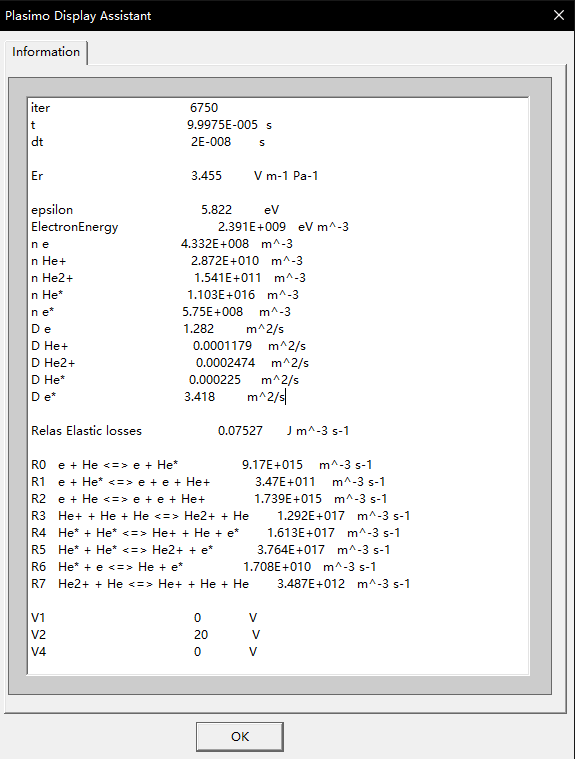 Plasimo Display Assistant
Information
iter 6750
t 9.9975E-005 s
dt 2E-008 s
Er 3.455 V m-1 Pa-1
epsilon 5.822 eV
ElectronEnergy 2.391E+009 eV m^-3
n e 4.332E+008 m^-3
n He+ 2.872E+010 m^-3
n He2+ 1.541E+011 m^-3
n He* 1.103E+016 m^-3
n e* 5.75E+008 m^-3
D e 1.282 m^2/s
D He+ 0.0001179 m^2/s
D He2+ 0.0002474 m^2/s
D He* 0.000225 m^2/s
D e* 3.418 m^2/s
Relas Elastic losses 0.07527 J m^-3 s-1
R0 e + He <=> e + He* 9.17E+015 m^-3 s-1
R1 e + He* <=> e + e + He+ 3.47E+011 m^-3 s-1
R2 e + He <=> e + e + He+ 1.739E+015 m^-3 s-1
R3 He+ + He + He <=> He2+ + He 1.292E+017 m^-3 s-1
R4 He* + He* <=> He+ + He + e* 1.613E+017 m^-3 s-1
R5 He* + He* <=> He2+ + e* 3.764E+017 m^-3 s-1
R6 He* + e <=> He + e* 1.708E+010 m^-3 s-1
R7 He2+ + He <=> He+ + He + He 3.487E+012 m^-3 s-1
V1 0 V
V2 20 V
V4 0 V
OK